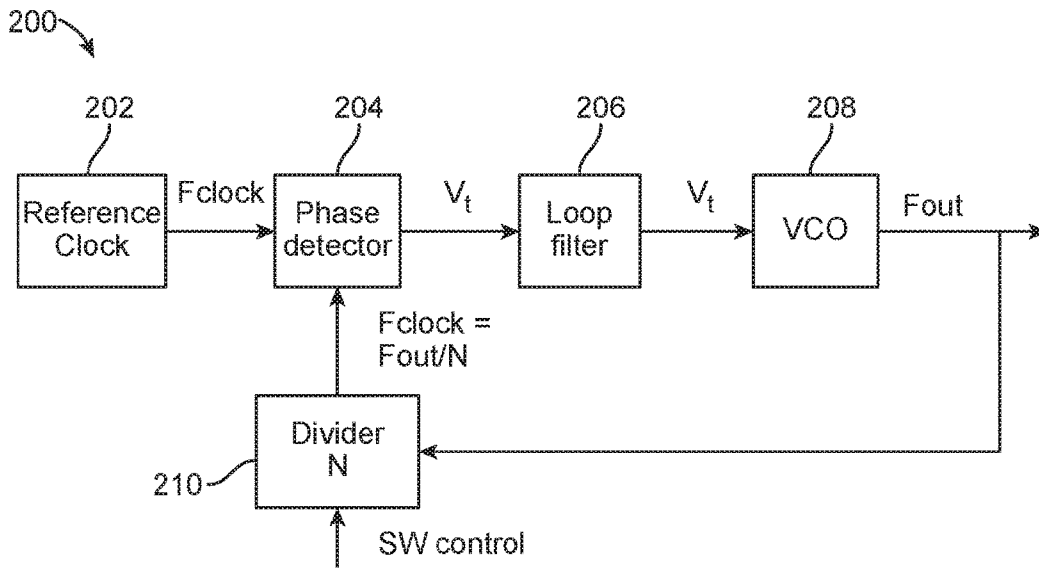 200
202
204
206
208
Reference
Clock
Fclock
Phase
detector
Vt
Loop
filter
Vt
VCO
Fout
Fclock =
Fout/N
Divider
N
210
SW control